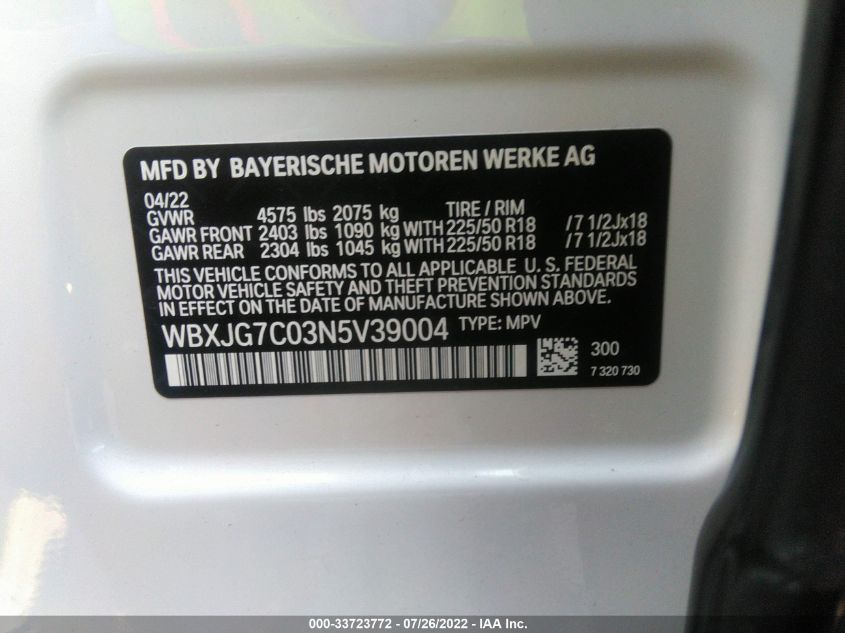 MFD BY BAYERISCHE MOTOREN WERKE AG
04/22
GVWR 4575 lbs 2075 kg TIRE / RIM
GAWR FRONT 2403 lbs 1090 kg WITH 225/50 R18 /7 1/2Jx18
GAWR REAR 2304 lbs 1045 kg WITH 225/50 R18 /7 1/2Jx18
THIS VEHICLE CONFORMS TO ALL APPLICABLE U. S. FEDERAL
MOTOR VEHICLE SAFETY AND THEFT PREVENTION STANDARDS
IN EFFECT ON THE DATE OF MANUFACTURE SHOWN ABOVE.
WBXJG7C03N5V39004 TYPE: MPV
300
7 320 730
000-33723772 - 07/26/2022 - IAA Inc.